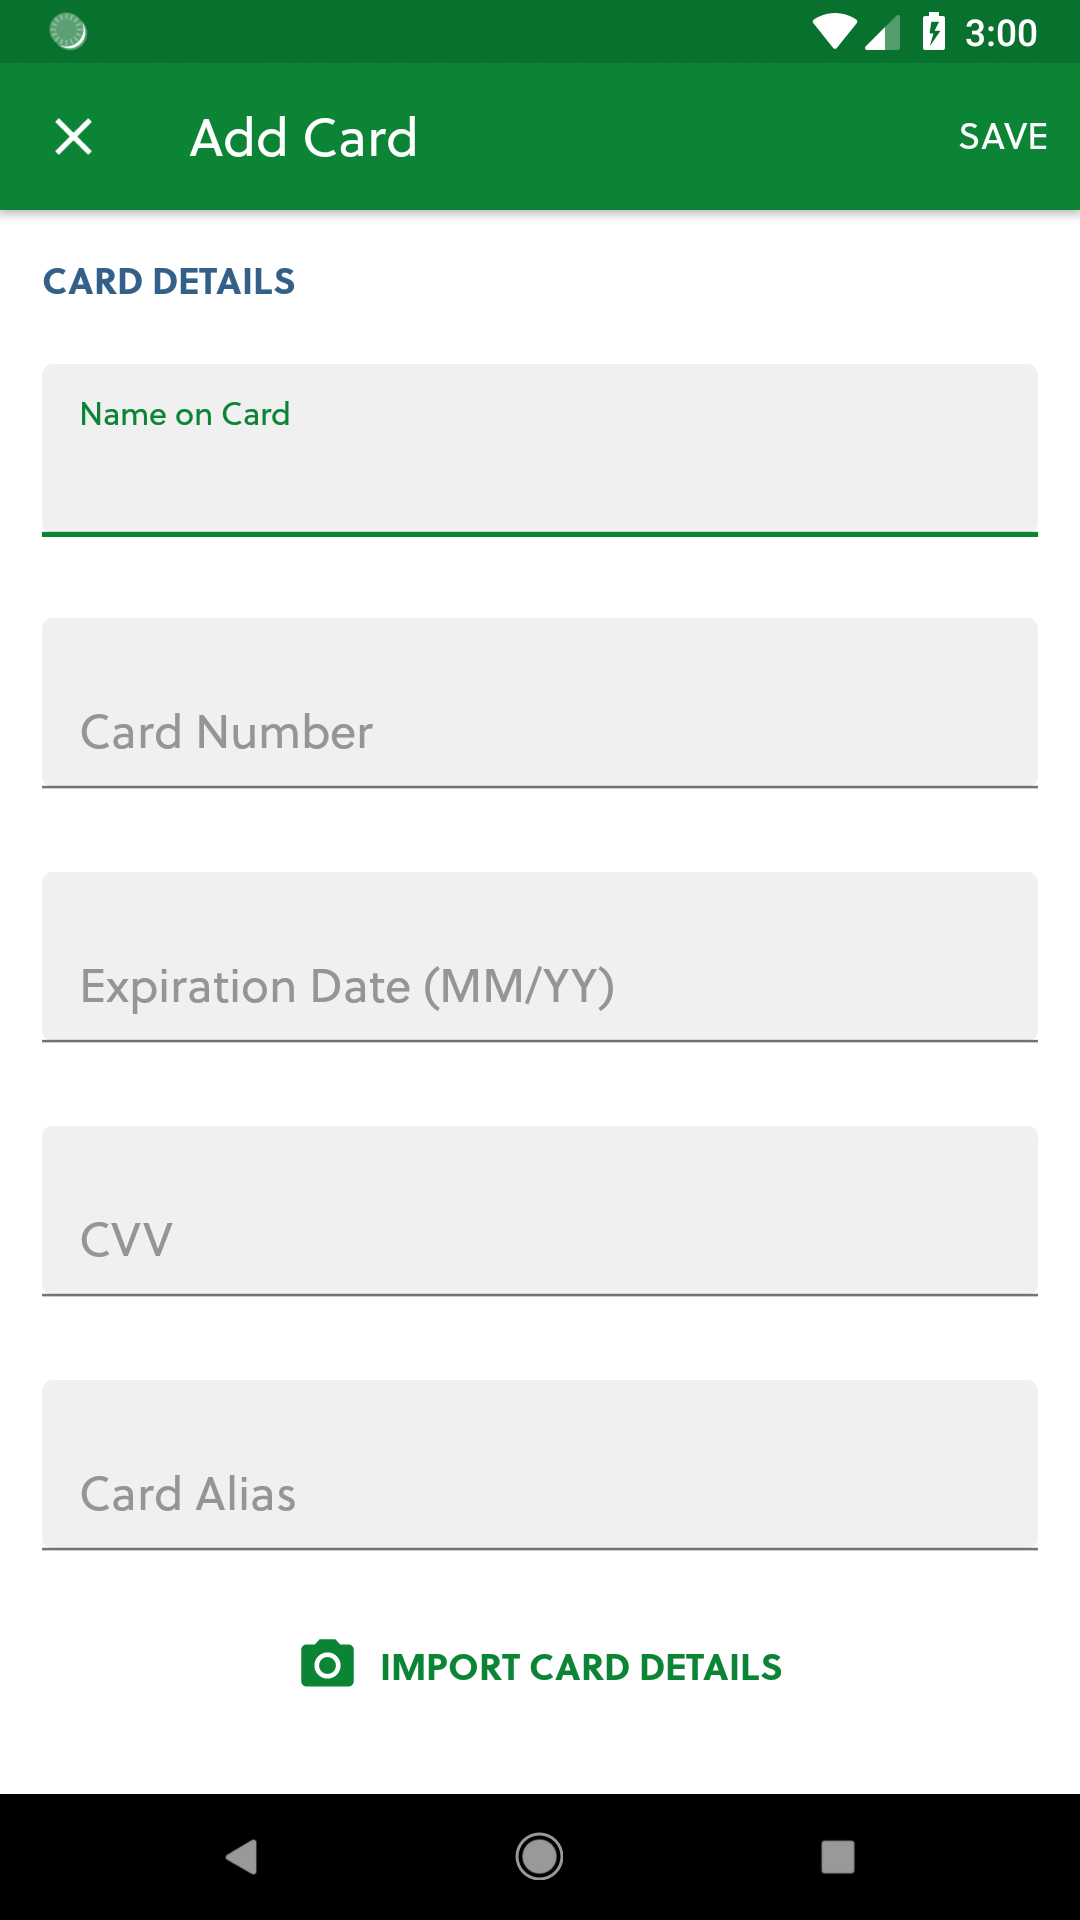 3:00
Add Card
SAVE
CARD DETAILS
Name on Card
Card Number
Expiration Date (MM/YY)
CVV
Card Alias
IMPORT CARD DETAILS